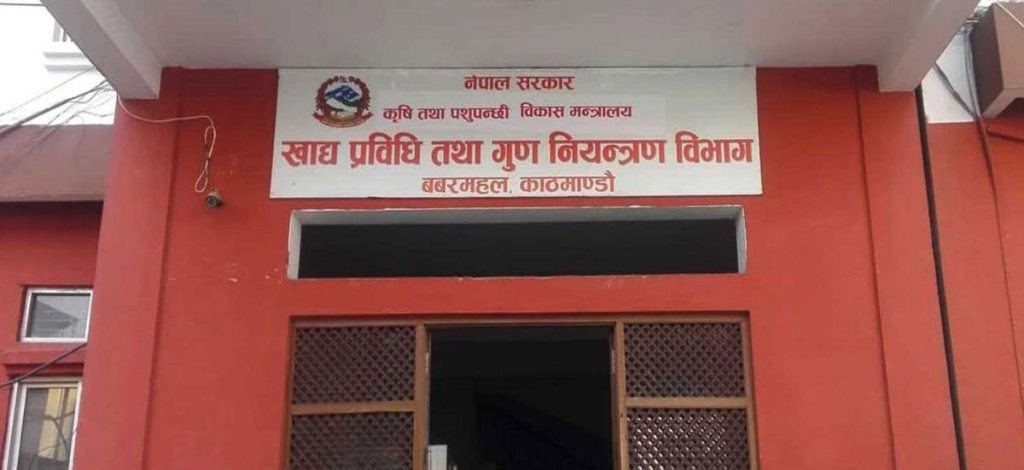 नेपाल सरकार
कृषि तथा पशुपन्छी विकास मन्त्रालय
खाद्य प्रविधि तथा गुण नियन्त्रण विभाग
बबरमहल, काठमाण्डौ